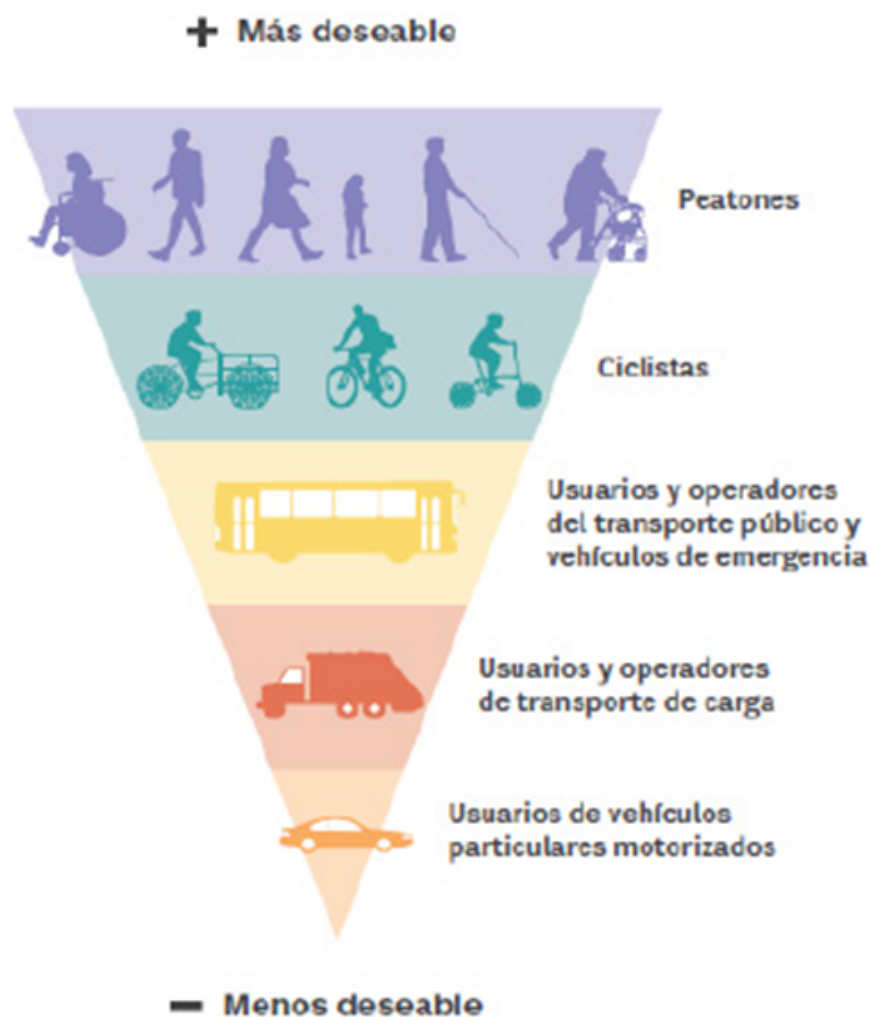 + Más deseable
Peatones
Ciclistas
Usuarios y operadores
del transporte público y
vehículos de emergencia
Usuarios y operadores
de transporte de carga
Usuarios de vehículos
particulares motorizados
− Menos deseable